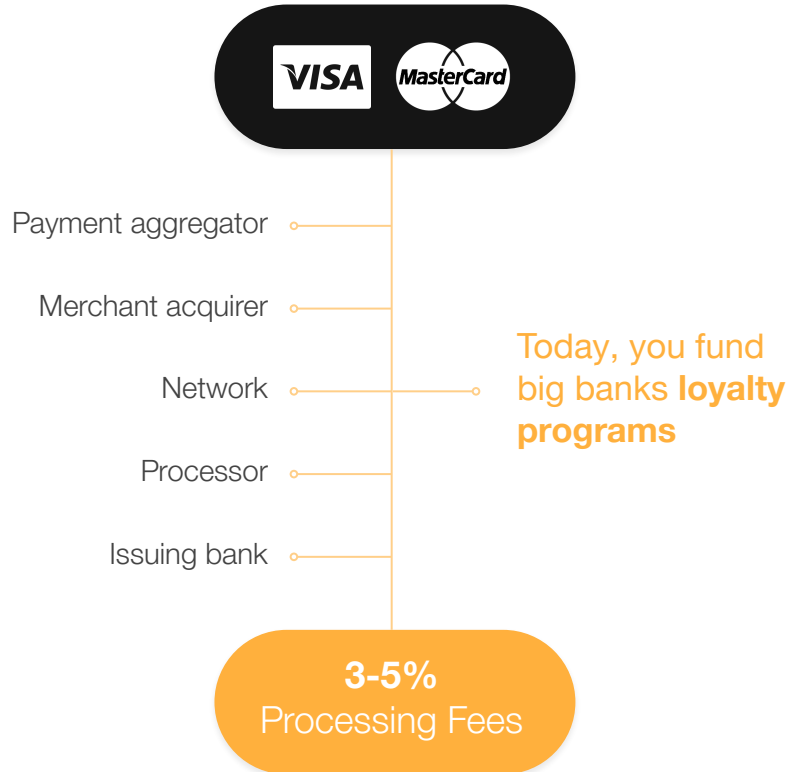 VISA MasterCard
Payment aggregator
Merchant acquirer
Network
Processor
Issuing bank
Today, you fund
big banks loyalty
programs
3-5%
Processing Fees